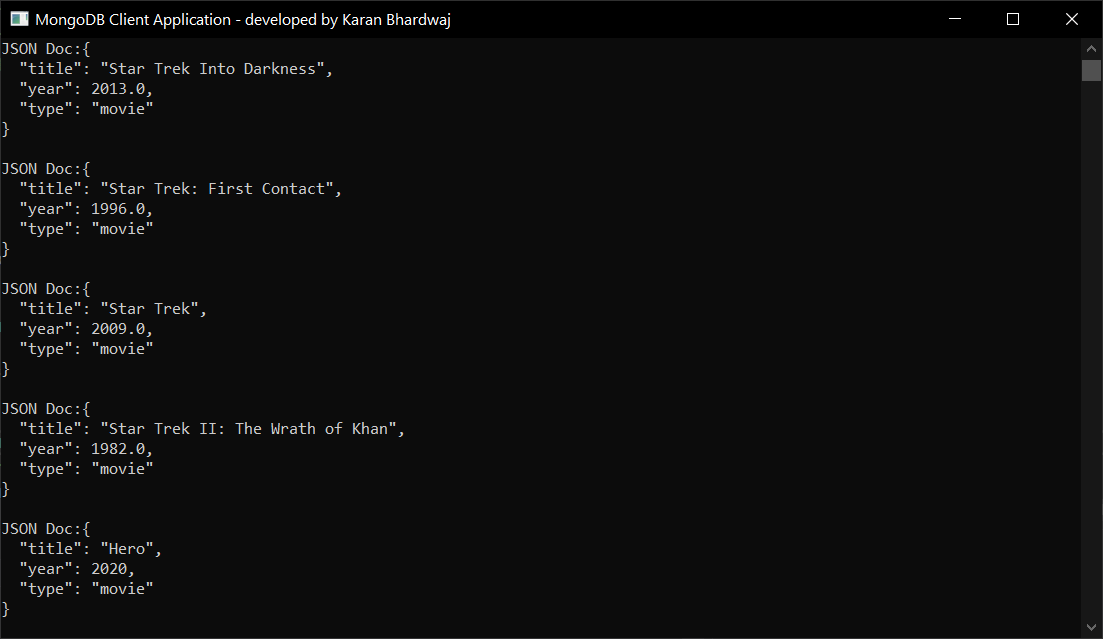 MongoDB Client Application - developed by Karan Bhardwaj
JSON Doc:{
  "title": "Star Trek Into Darkness",
  "year": 2013.0,
  "type": "movie"
}
JSON Doc:{
  "title": "Star Trek: First Contact",
  "year": 1996.0,
  "type": "movie"
}
JSON Doc:{
  "title": "Star Trek",
  "year": 2009.0,
  "type": "movie"
}
JSON Doc:{
  "title": "Star Trek II: The Wrath of Khan",
  "year": 1982.0,
  "type": "movie"
}
JSON Doc:{
  "title": "Hero",
  "year": 2020,
  "type": "movie"
}